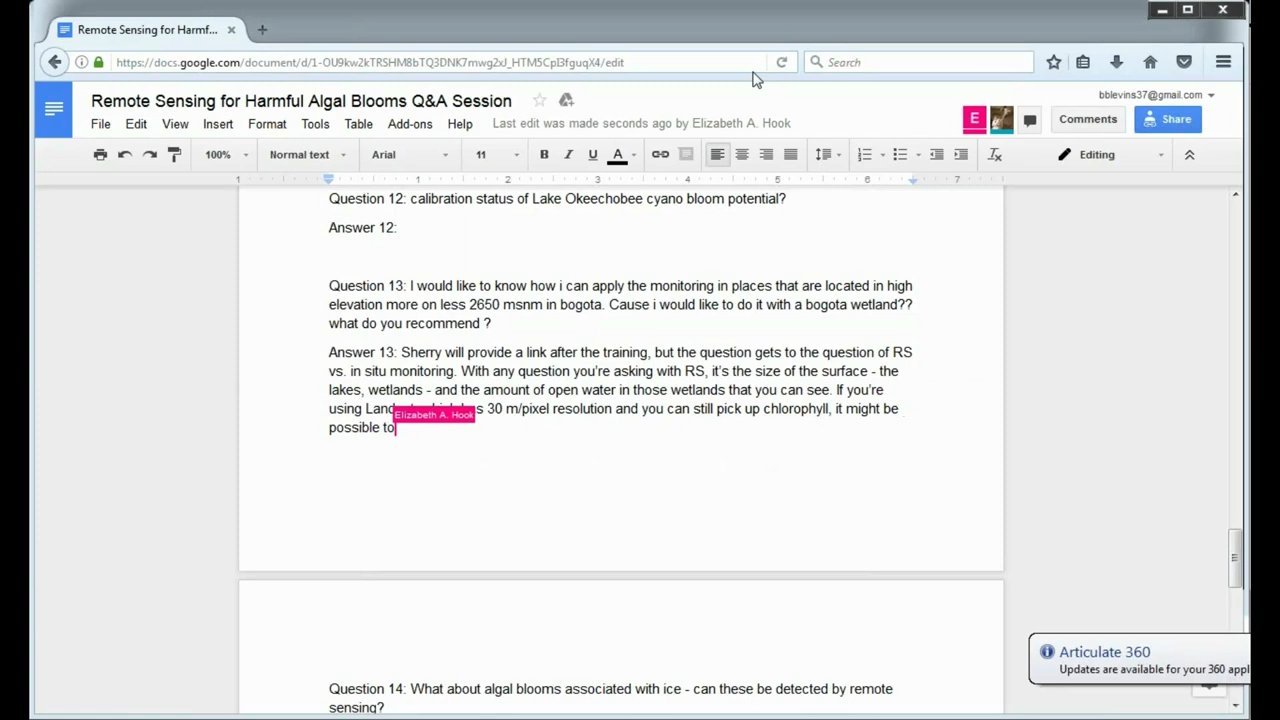 Remote Sensing for Harmf...
https://docs.google.com/document/d/1-OU9kw2kTRSHM8bTQ3DNK7mwg2xJ_HTM5CpI3fguqX4/edit
Search
bblevins37@gmail.com
Remote Sensing for Harmful Algal Blooms Q&A Session
File Edit View Insert Format Tools Table Add-ons Help Last edit was made seconds ago by Elizabeth A. Hook
E Comments Share
100% Normal text Arial 11 B I U A Editing
1 1 2 3 4 5 6 7
Question 12: calibration status of Lake Okeechobee cyano bloom potential?
Answer 12:
Question 13: I would like to know how i can apply the monitoring in places that are located in high
elevation more on less 2650 msnm in bogota. Cause i would like to do it with a bogota wetland??
what do you recommend ?
Answer 13: Sherry will provide a link after the training, but the question gets to the question of RS
vs. in situ monitoring. With any question you're asking with RS, it's the size of the surface - the
lakes, wetlands - and the amount of open water in those wetlands that you can see. If you're
using 30 m/pixel resolution and you can still pick up chlorophyll, it might be
Elizabeth A. Hook
possible to
Question 14: What about algal blooms associated with ice - can these be detected by remote
sensing?
Articulate 360
Updates are available for your 360 appl